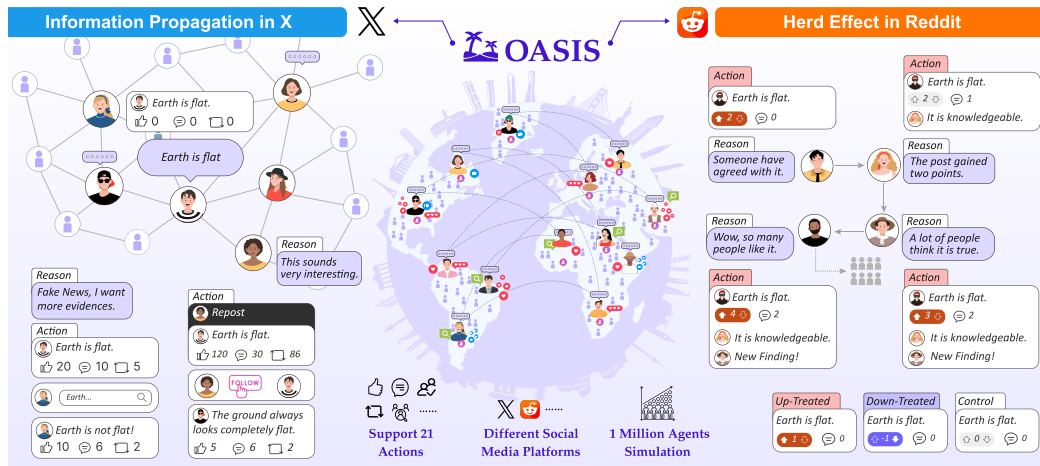 Information Propagation in X
OASIS
Herd Effect in Reddit
Earth is flat.
0 0 0
Earth is flat
Reason
This sounds
very interesting.
Reason
Fake News, I want
more evidences.
Action
Earth is flat.
20 10 5
Earth...
Earth is not flat!
10 6 2
Action
Repost
Earth is flat.
120 30 86
FOLLOW
The ground always
looks completely flat.
5 6 2
Support 21
Actions
Different Social
Media Platforms
1 Million Agents
Simulation
Action
Earth is flat.
2 0
Reason
Someone have
agreed with it.
Action
Earth is flat.
2 1
It is knowledgeable.
Reason
The post gained
two points.
Reason
Wow, so many
people like it.
Action
Earth is flat.
4 2
It is knowledgeable.
New Finding!
Reason
A lot of people
think it is true.
Action
Earth is flat.
3 2
It is knowledgeable.
New Finding!
Up-Treated
Earth is flat.
1 0
Down-Treated
Earth is flat.
-1 0
Control
Earth is flat.
0 0